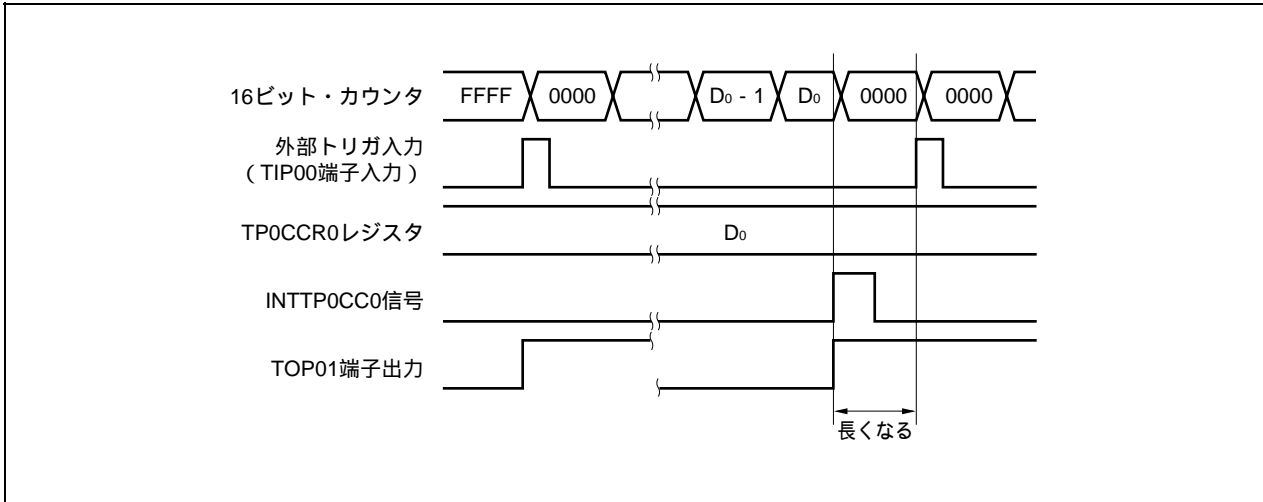 16ビット・カウンタ FFFF 0000 D0 - 1 D0 0000 0000
外部トリガ入力
(TIP00端子入力)
TP0CCR0レジスタ D0
INTTP0CC0信号
TOP01端子出力
長くなる